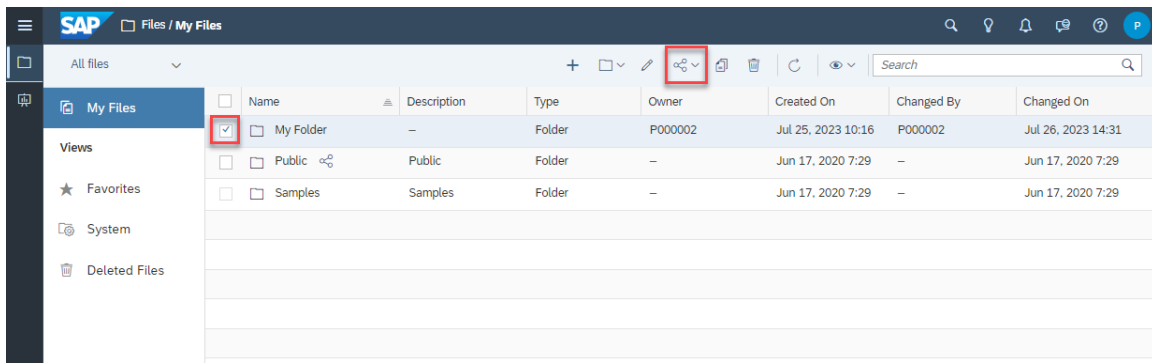 SAP Files / My Files P
All files Search
My Files
Views
Favorites
System
Deleted Files
Name Description Type Owner Created On Changed By Changed On
My Folder – Folder P000002 Jul 25, 2023 10:16 P000002 Jul 26, 2023 14:31
Public Public Folder – Jun 17, 2020 7:29 – Jun 17, 2020 7:29
Samples Samples Folder – Jun 17, 2020 7:29 – Jun 17, 2020 7:29